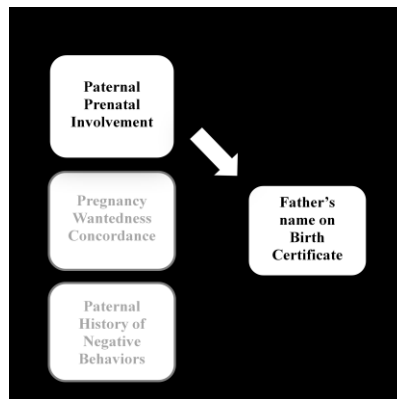 Paternal
Prenatal
Involvement
Pregnancy
Wantedness
Concordance
Paternal
History of
Negative
Behaviors
Father's
name on
Birth
Certificate